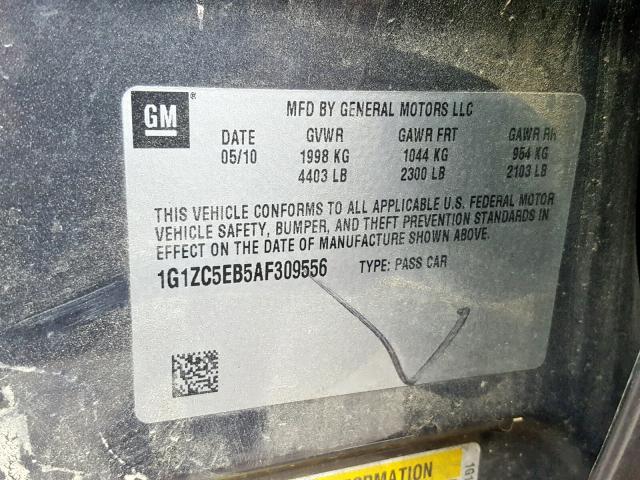 GM
MFD BY GENERAL MOTORS LLC
DATE GVWR GAWR FRT GAWR RR
05/10 1998 KG 1044 KG 954 KG
4403 LB 2300 LB 2103 LB
THIS VEHICLE CONFORMS TO ALL APPLICABLE U.S. FEDERAL MOTOR
VEHICLE SAFETY, BUMPER, AND THEFT PREVENTION STANDARDS IN
EFFECT ON THE DATE OF MANUFACTURE SHOWN ABOVE.
1G1ZC5EB5AF309556 TYPE: PASS CAR